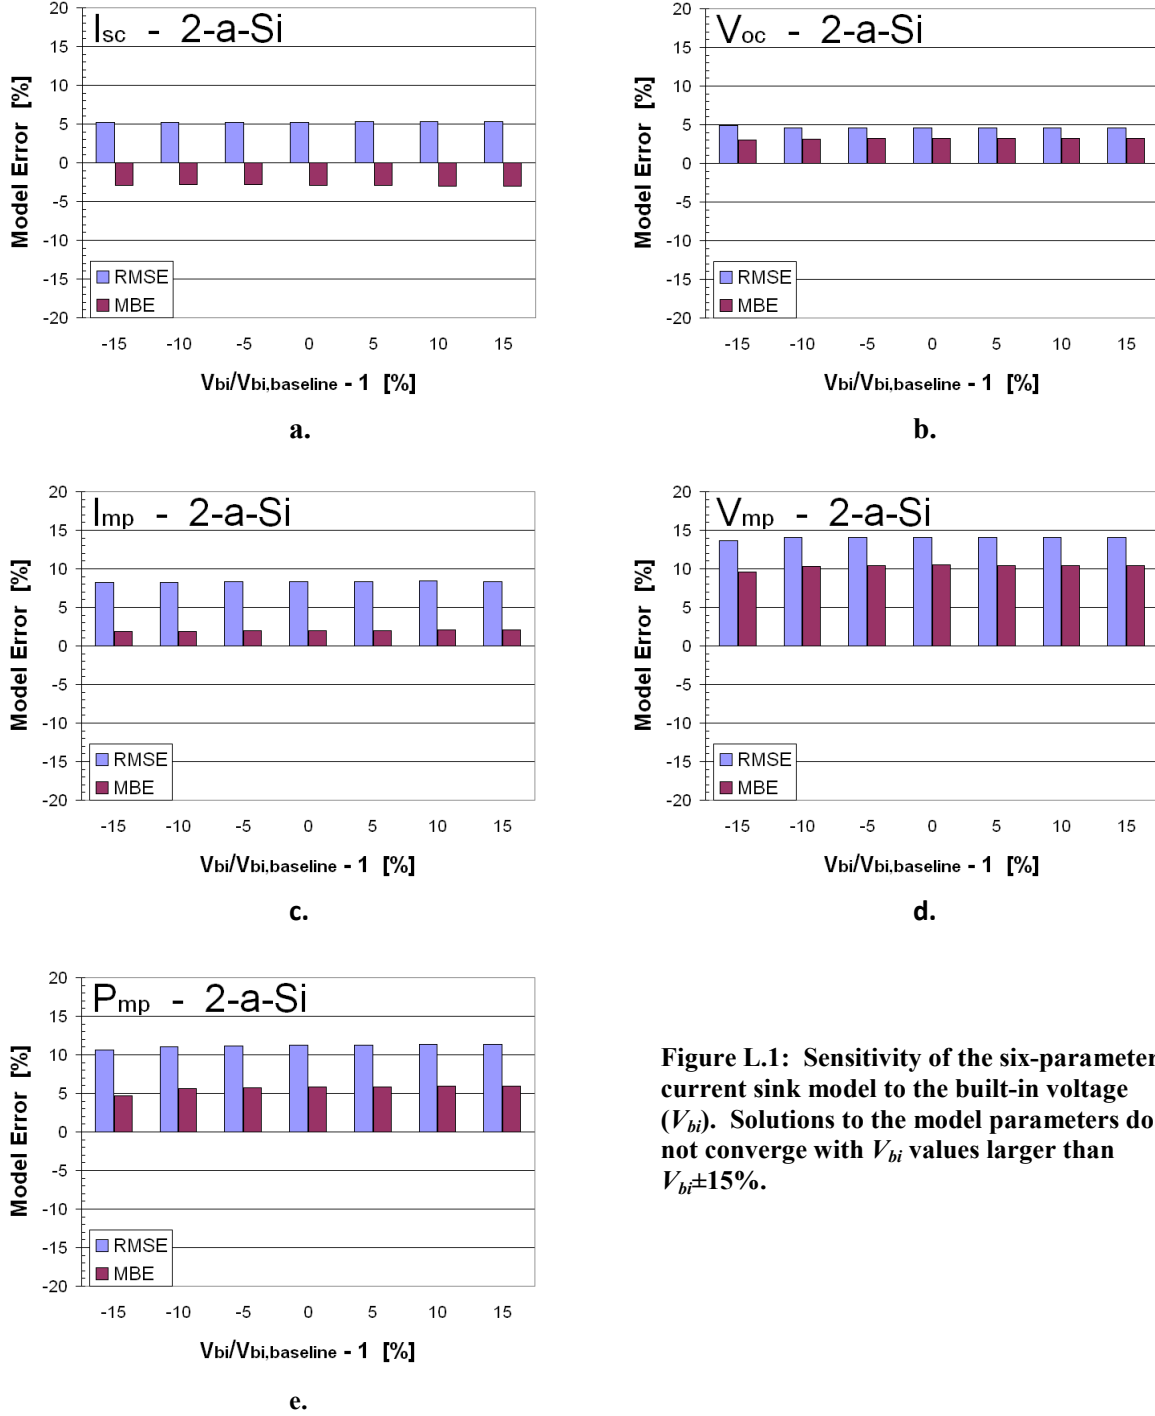 Isc - 2-a-Si
20
15
10
5
0
-5
-10
-15
-20
Model Error [%]
RMSE
MBE
-15 -10 -5 0 5 10 15
Vbi/Vbi,baseline - 1 [%]
a.
Voc - 2-a-Si
20
15
10
5
0
-5
-10
-15
-20
Model Error [%]
RMSE
MBE
-15 -10 -5 0 5 10 15
Vbi/Vbi,baseline - 1 [%]
b.
Imp - 2-a-Si
20
15
10
5
0
-5
-10
-15
-20
Model Error [%]
RMSE
MBE
-15 -10 -5 0 5 10 15
Vbi/Vbi,baseline - 1 [%]
c.
Vmp - 2-a-Si
20
15
10
5
0
-5
-10
-15
-20
Model Error [%]
RMSE
MBE
-15 -10 -5 0 5 10 15
Vbi/Vbi,baseline - 1 [%]
d.
Pmp - 2-a-Si
20
15
10
5
0
-5
-10
-15
-20
Model Error [%]
RMSE
MBE
-15 -10 -5 0 5 10 15
Vbi/Vbi,baseline - 1 [%]
e.
Figure L.1: Sensitivity of the six-parameter
current sink model to the built-in voltage
(Vbi). Solutions to the model parameters do
not converge with Vbi values larger than
Vbi±15%.